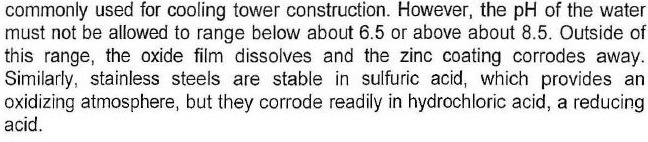 commonly used for cooling tower construction. However, the pH of the water
must not be allowed to range below about 6.5 or above about 8.5. Outside of
this range, the oxide film dissolves and the zinc coating corrodes away.
Similarly, stainless steels are stable in sulfuric acid, which provides an
oxidizing atmosphere, but they corrode readily in hydrochloric acid, a reducing
acid.